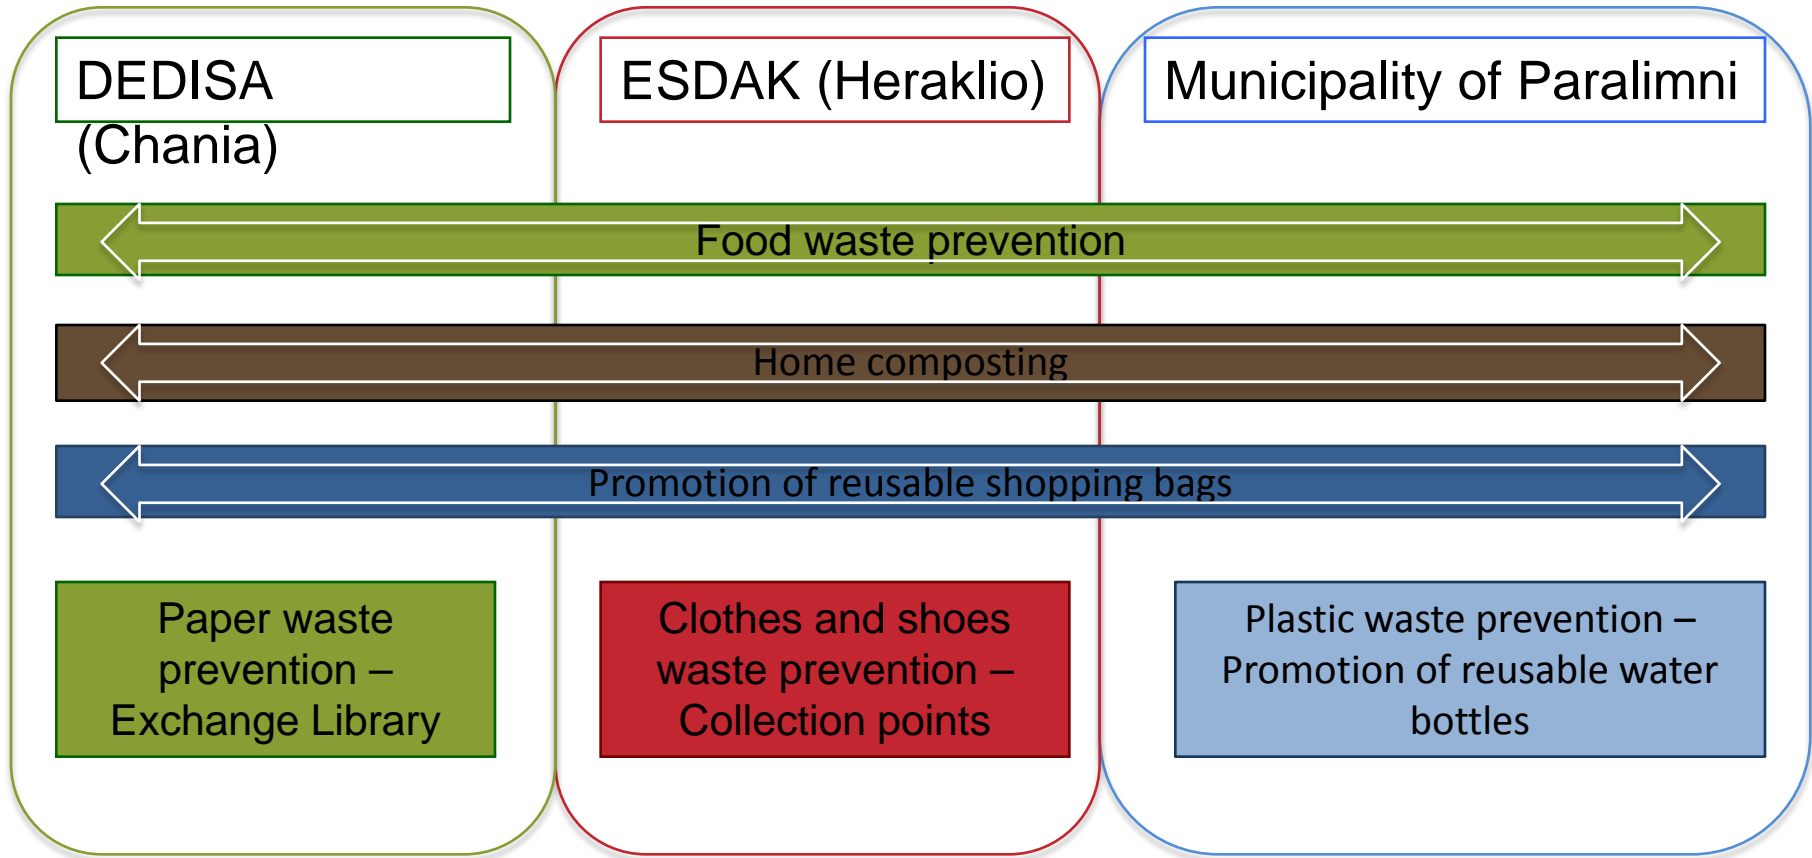 DEDISA
(Chania)
ESDAK (Heraklio)
Municipality of Paralimni
Food waste prevention
Home composting
Promotion of reusable shopping bags
Paper waste
prevention –
Exchange Library
Clothes and shoes
waste prevention –
Collection points
Plastic waste prevention –
Promotion of reusable water
bottles